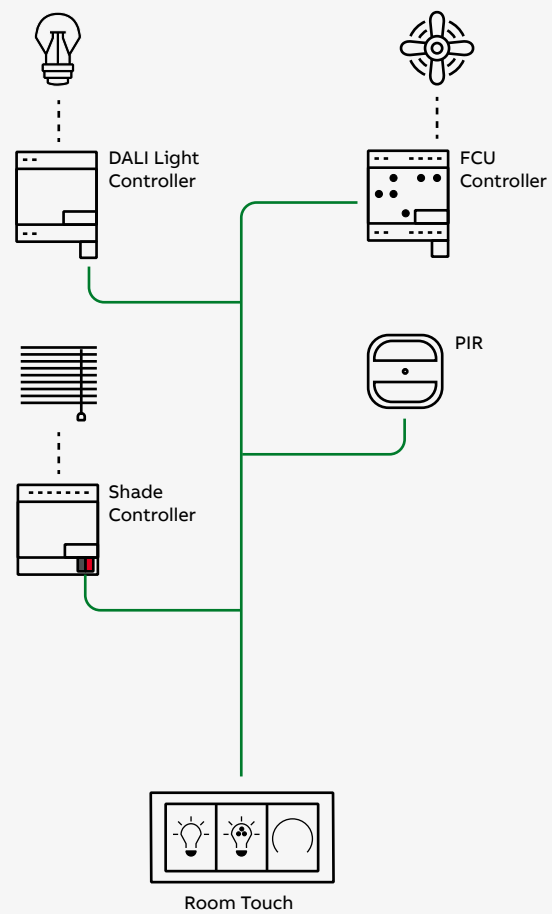 DALI Light
Controller
FCU
Controller
PIR
Shade
Controller
Room Touch